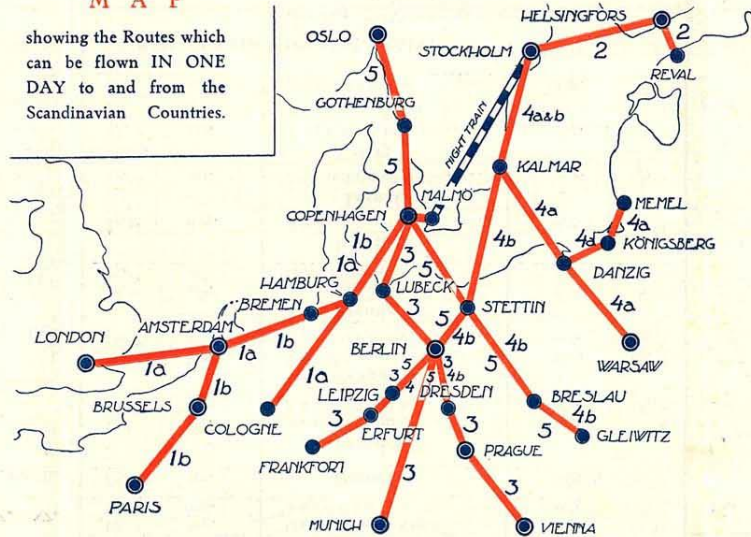 M A P
showing the Routes which
can be flown IN ONE
DAY to and from the
Scandinavian Countries.
OSLO
HELSINGFORS
STOCKHOLM
2
2
REVAL
5
GOTHENBURG
NIGHT TRAIN
4a&b
KALMAR
5
MALMÖ
COPENHAGEN
4a
MEMEL
4a
4a
KÖNIGSBERG
1b
1a
3
5
4b
DANZIG
HAMBURG
LUBECK
BREMEN
STETTIN
4a
LONDON
AMSTERDAM
1b
3
5
4b
4b
WARSAW
1a
1a
BERLIN
5
1b
1a
3
5
4
5
3
4b
BRUSSELS
LEIPZIG
DRESDEN
BRESLAU
COLOGNE
3
ERFURT
3
4b
5
GLEIWITZ
FRANKFORT
PRAGUE
1b
3
3
PARIS
MUNICH
VIENNA